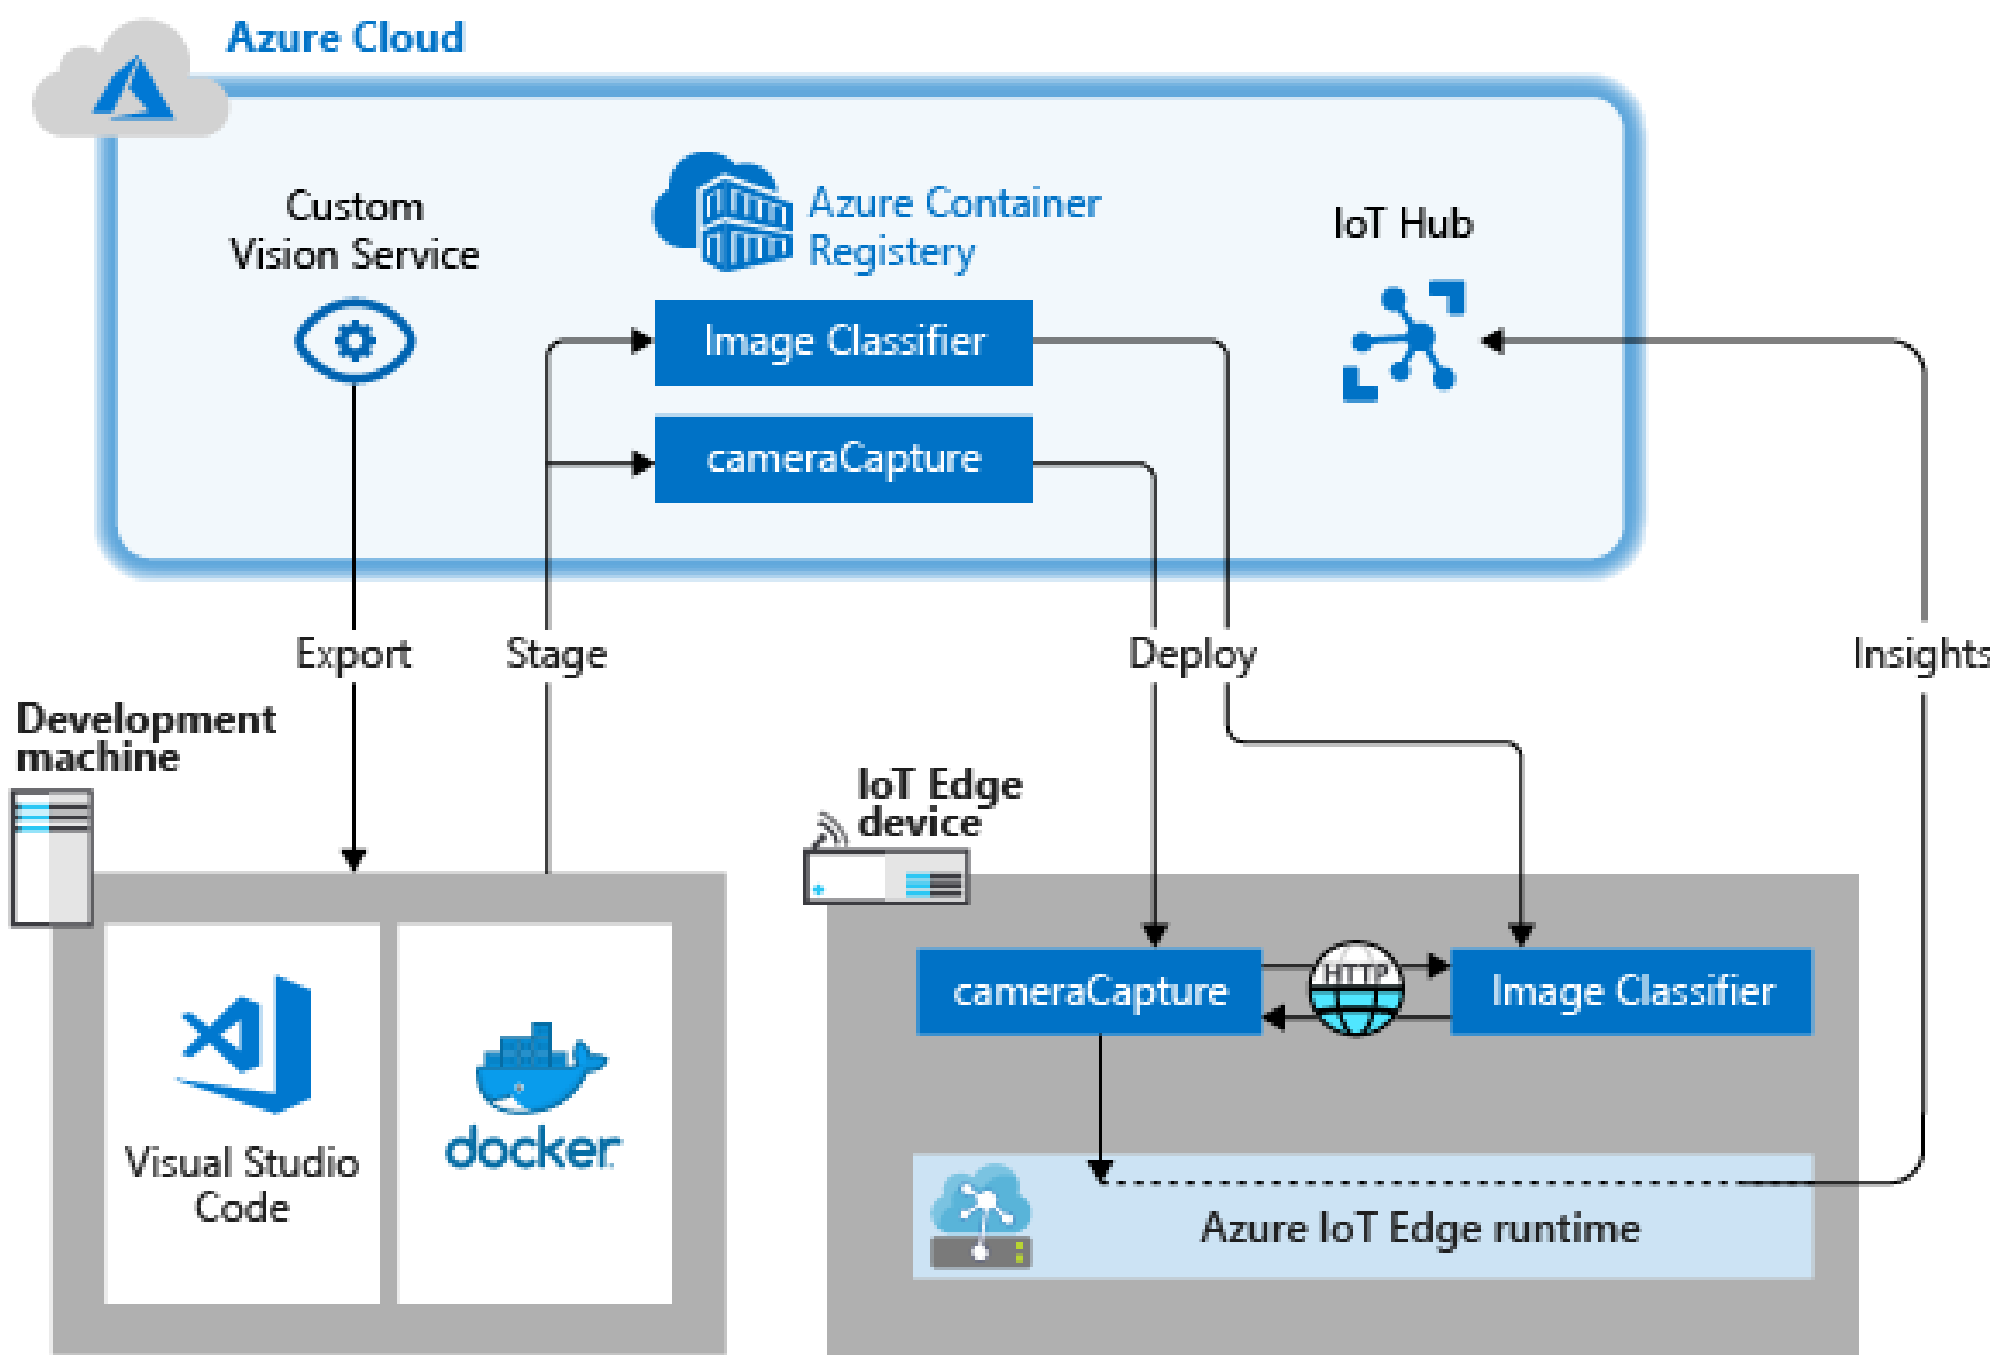 Azure Cloud
Custom
Vision Service
Azure Container
Registery
IoT Hub
Image Classifier
cameraCapture
Export
Stage
Deploy
Insights
Development
machine
IoT Edge
device
Visual Studio
Code
docker
cameraCapture
HTTP
Image Classifier
Azure IoT Edge runtime